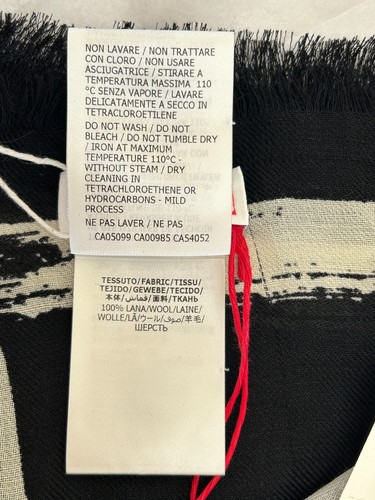 NON LAVARE / NON TRATTARE
CON CLORO / NON USARE
ASCIUGATRICE / STIRARE A
TEMPERATURA MASSIMA 110
°C SENZA VAPORE / LAVARE
DELICATAMENTE A SECCO IN
TETRACLOROETILENE
DO NOT WASH / DO NOT
BLEACH / DO NOT TUMBLE DRY
/ IRON AT MAXIMUM
TEMPERATURE 110°C -
WITHOUT STEAM / DRY
CLEANING IN
TETRACHLOROETHENE OR
HYDROCARBONS - MILD
PROCESS
NE PAS LAVER / NE PAS
CA05099 CA00985 CA54052
TESSUTO/FABRIC/TISSU/
TEJIDO/GEWEBE/TECIDO/
本体/قماش/面料/ТКАНЬ
100% LANA/WOOL/LAINE/
WOLLE/LÃ/ウール/صوف/羊毛/
ШЕРСТЬ